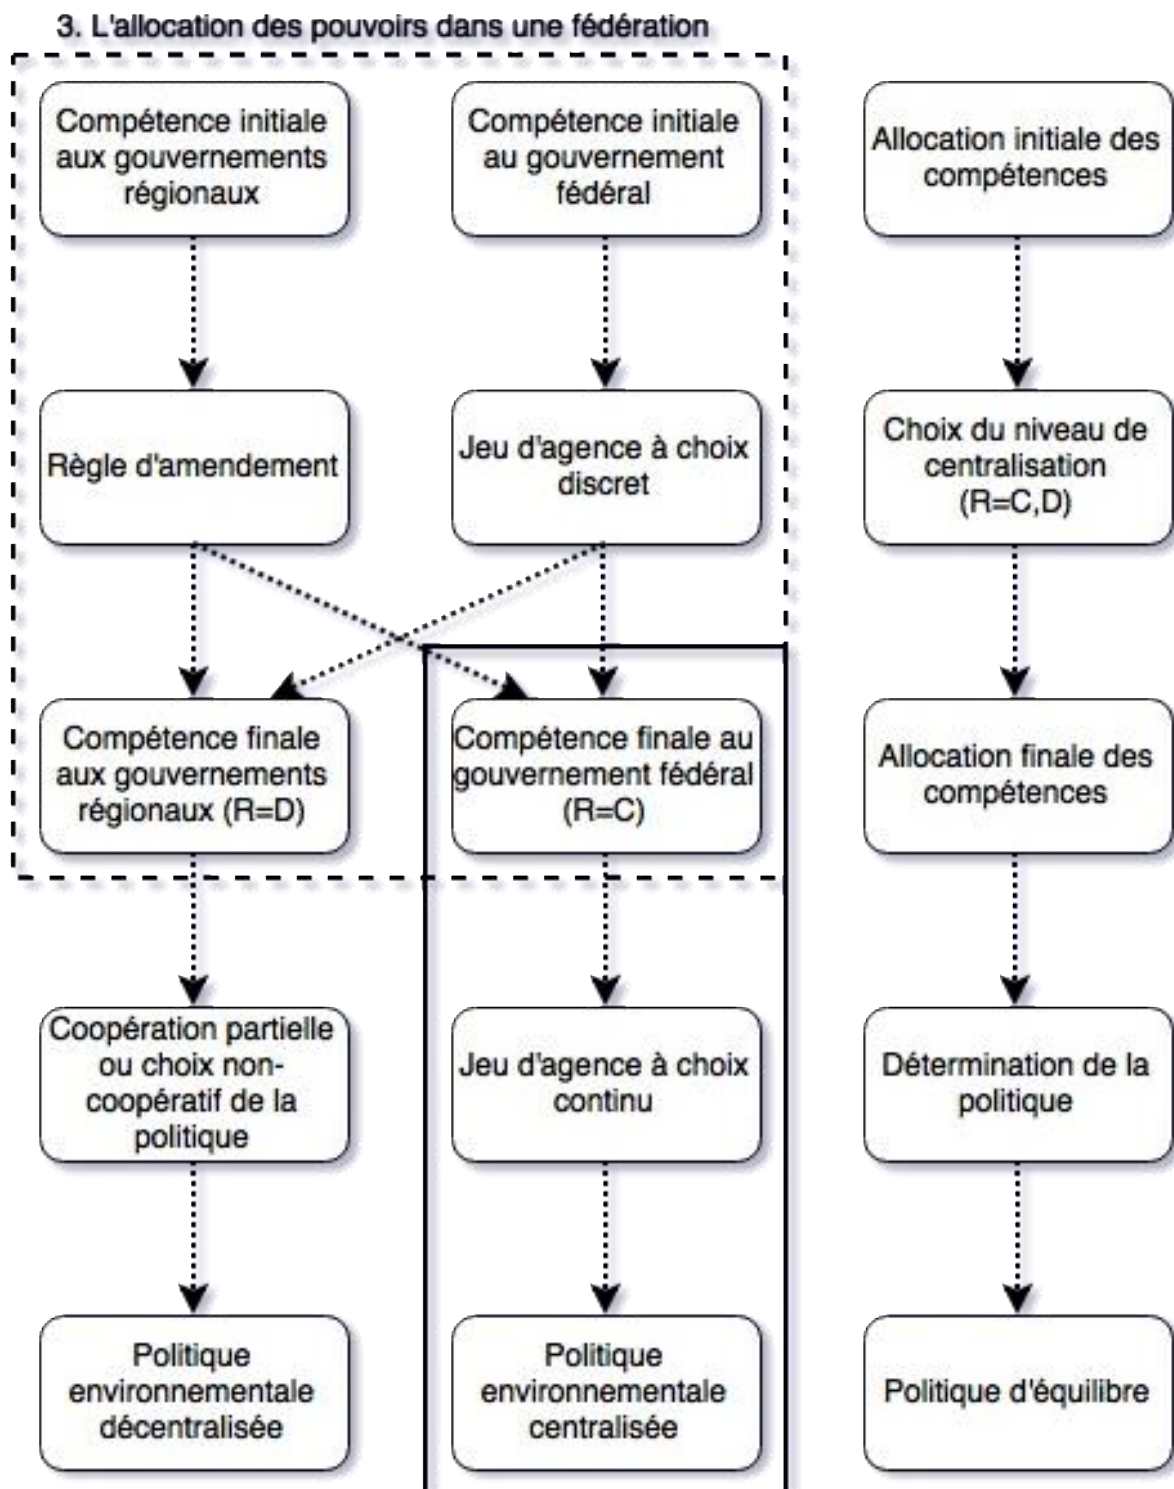 3. L'allocation des pouvoirs dans une fédération
Compétence initiale
aux gouvernements
régionaux
Compétence initiale
au gouvernement
fédéral
Allocation initiale des
compétences
Règle d'amendement
Jeu d'agence à choix
discret
Choix du niveau de
centralisation
(R=C,D)
Compétence finale
aux gouvernements
régionaux (R=D)
Compétence finale au
gouvernement fédéral
(R=C)
Allocation finale des
compétences
Coopération partielle
ou choix non-
coopératif de la
politique
Jeu d'agence à choix
continu
Détermination de la
politique
Politique
environnementale
décentralisée
Politique
environnementale
centralisée
Politique d'équilibre